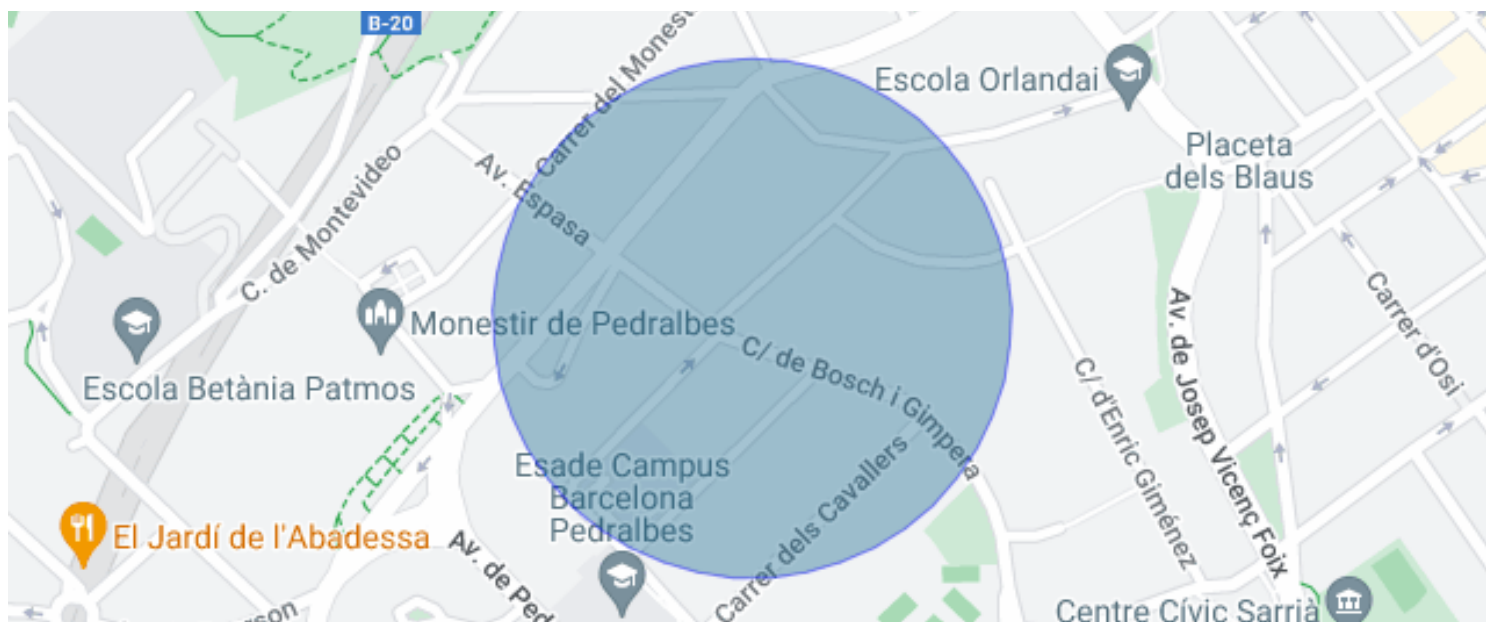 B-20
Carrer del Monest
Escola Orlandai
Placeta
dels Blaus
Av. Espasa
C. de Montevideo
Monestir de Pedralbes
C/ de Bosch i Gimpera
Carrer d'Osi
Escola Betània Patmos
C/ d'Enric Giménez
Av. de Josep Vicenç Foix
Esade Campus
Barcelona
Pedralbes
Carrer dels Cavallers
El Jardí de l'Abadessa
Av. de Ped
erson
Centre Cívic Sarrià